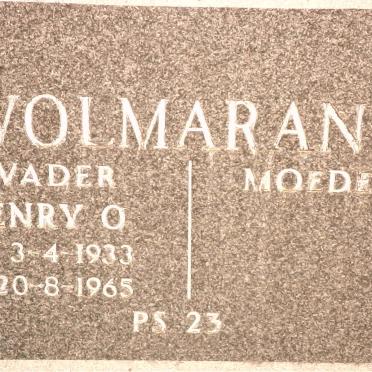 VOLMARAN
VADER MOEDE
ENRY O
3-4-1933
20-8-1965
PS 23